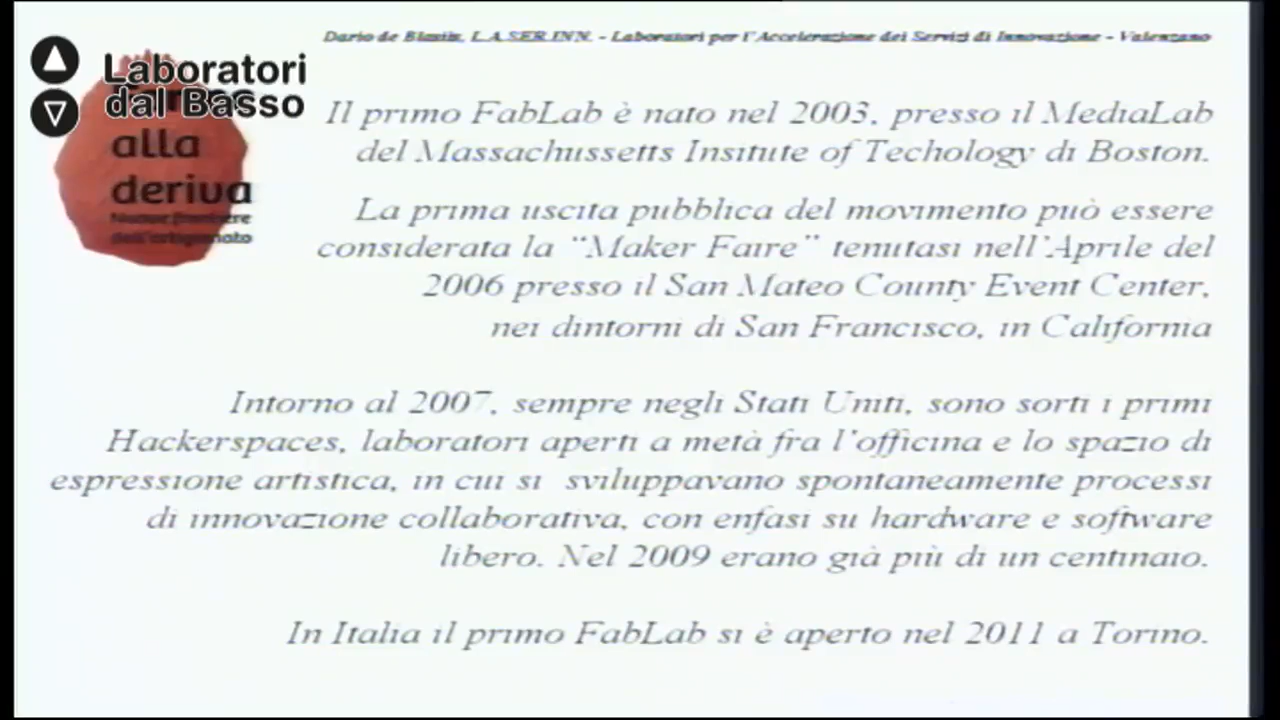 Dario de Blasiis, L.A.SER.INN. - Laboratori per l'Accelerazione dei Servizi di Innovazione - Valenzano
Laboratori
dal Basso
alla
deriva
Nuove frontiere
dell'artigianato
Il primo FabLab è nato nel 2003, presso il MediaLab
del Massachussetts Insitute of Techology di Boston.
La prima uscita pubblica del movimento può essere
considerata la “Maker Faire” tenutasi nell'Aprile del
2006 presso il San Mateo County Event Center,
nei dintorni di San Francisco, in California
Intorno al 2007, sempre negli Stati Uniti, sono sorti i primi
Hackerspaces, laboratori aperti a metà fra l'officina e lo spazio di
espressione artistica, in cui si sviluppavano spontaneamente processi
di innovazione collaborativa, con enfasi su hardware e software
libero. Nel 2009 erano già più di un centinaio.
In Italia il primo FabLab si è aperto nel 2011 a Torino.